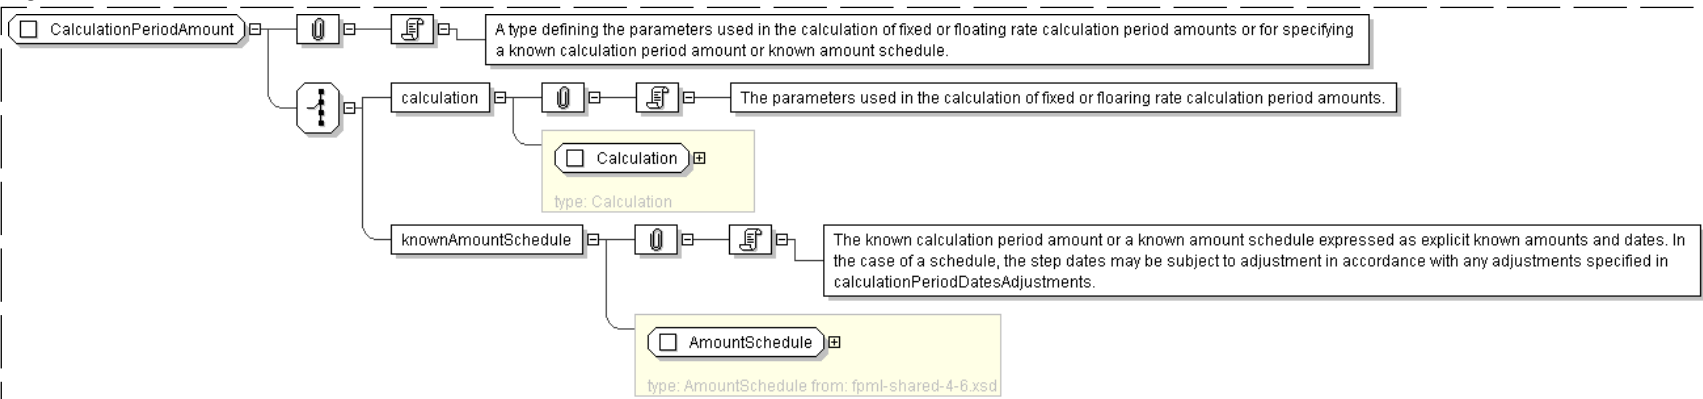 CalculationPeriodAmount
A type defining the parameters used in the calculation of fixed or floating rate calculation period amounts or for specifying
a known calculation period amount or known amount schedule.
calculation
The parameters used in the calculation of fixed or floaring rate calculation period amounts.
Calculation
type: Calculation
knownAmountSchedule
The known calculation period amount or a known amount schedule expressed as explicit known amounts and dates. In
the case of a schedule, the step dates may be subject to adjustment in accordance with any adjustments specified in
calculationPeriodDatesAdjustments.
AmountSchedule
type: AmountSchedule from: fpml-shared-4-6.xsd